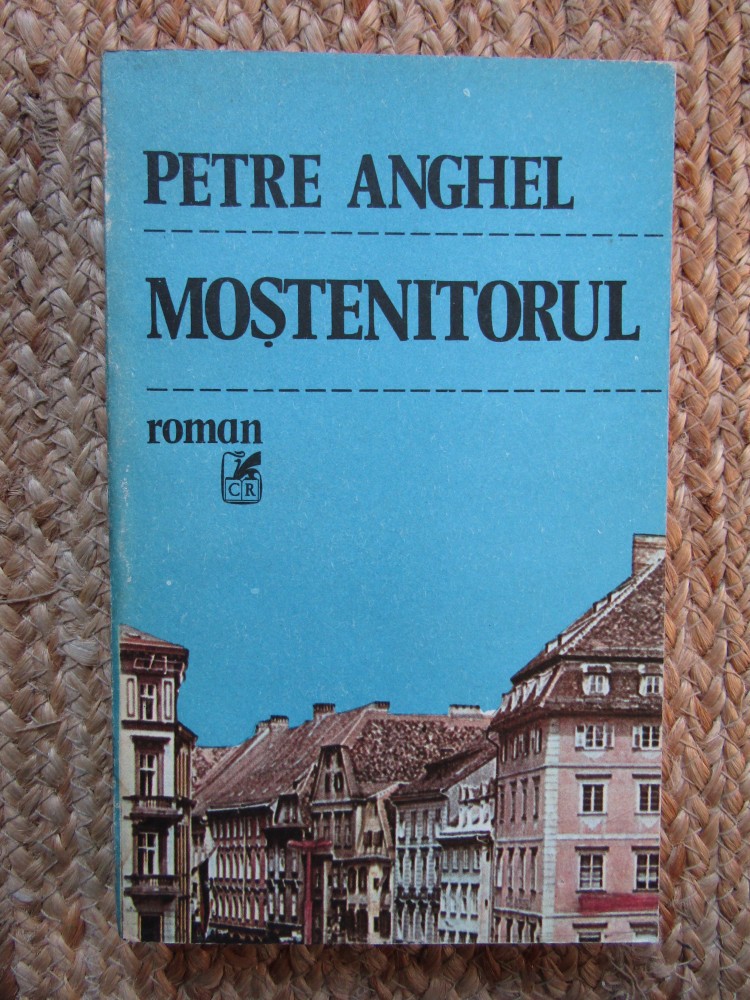 PETRE ANGHEL
MOȘTENITORUL
roman
CR